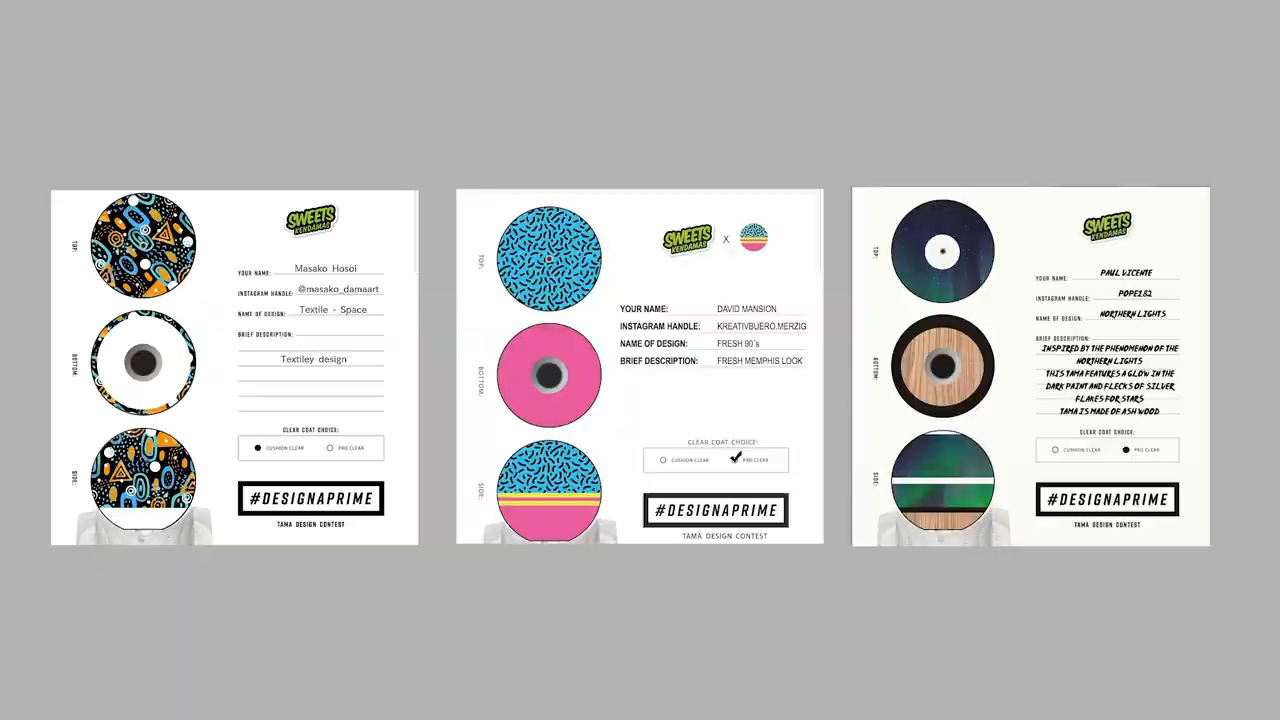 SWEETS
KENDAMAS
TOP:
YOUR NAME: Masako Hosoi
INSTAGRAM HANDLE: @masako_damaart
NAME OF DESIGN: Textile - Space
BRIEF DESCRIPTION:
BOTTOM:
Textiley design
CLEAR COAT CHOICE:
CUSHION CLEAR PRO CLEAR
SIDE:
#DESIGNAPRIME
TAMA DESIGN CONTEST
SWEETS
KENDAMAS
X
TOP:
YOUR NAME: DAVID MANSION
INSTAGRAM HANDLE: KREATIVBUERO.MERZIG
NAME OF DESIGN: FRESH 90´s
BRIEF DESCRIPTION: FRESH MEMPHIS LOOK
BOTTOM:
CLEAR COAT CHOICE:
CUSHION CLEAR PRO CLEAR
SIDE:
#DESIGNAPRIME
TAMA DESIGN CONTEST
SWEETS
KENDAMAS
TOP:
YOUR NAME: PAUL VICENTE
INSTAGRAM HANDLE: POPE182
NAME OF DESIGN: NORTHERN LIGHTS
BRIEF DESCRIPTION:
INSPIRED BY THE PHENOMENON OF THE
NORTHERN LIGHTS
THIS TAMA FEATURES A GLOW IN THE
DARK PAINT AND FLECKS OF SILVER
FLAKES FOR STARS
TAMA IS MADE OF ASH WOOD
BOTTOM:
CLEAR COAT CHOICE:
CUSHION CLEAR PRO CLEAR
SIDE:
#DESIGNAPRIME
TAMA DESIGN CONTEST